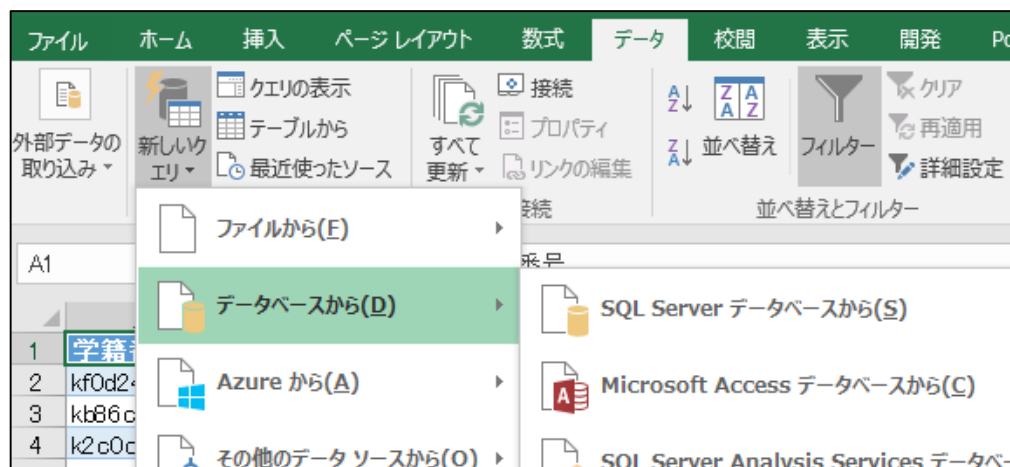 ファイル ホーム 挿入 ページ レイアウト 数式 データ 校閲 表示 開発
外部データの取り込み
新しいクエリ
クエリの表示
テーブルから
最近使ったソース
すべて更新
接続
プロパティ
リンクの編集
並べ替え
フィルター
クリア
再適用
詳細設定
接続
並べ替えとフィルター
A1
番号
ファイルから(F)
データベースから(D)
Azure から(A)
その他のデータ ソースから(O)
SQL Server データベースから(S)
Microsoft Access データベースから(C)
SQL Server Analysis Services データベー
1 学籍
2 kf0d2
3 kb86c
4 k2c0c